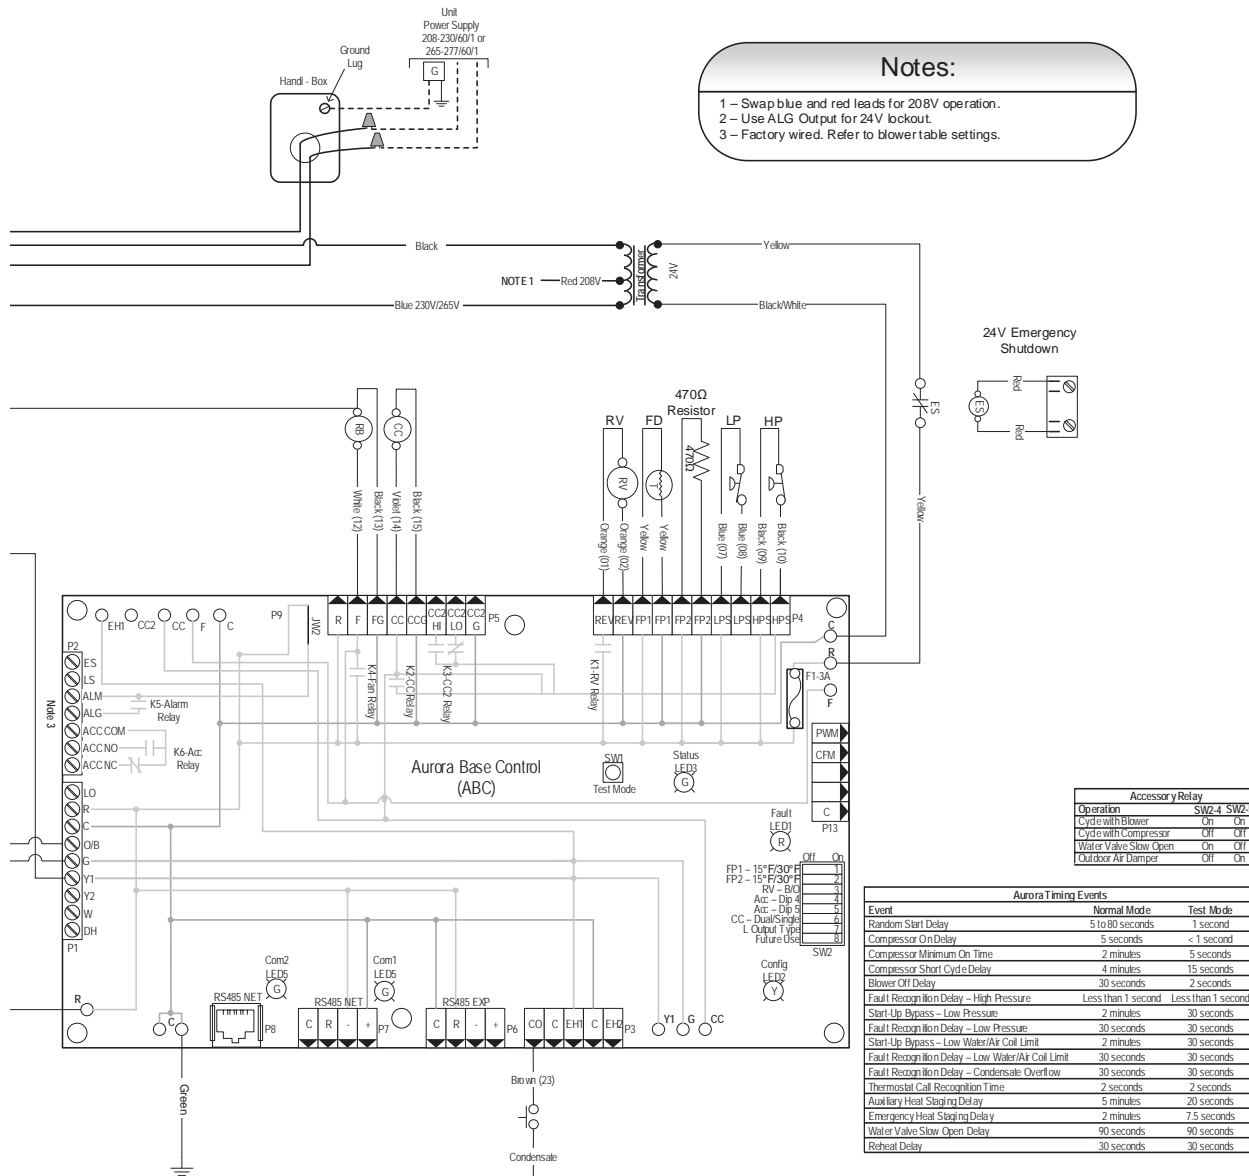 Unit
Power Supply
208-230/60/1 or
265-277/60/1
G
Ground
Lug
Handi - Box
Notes:
1 – Swap blue and red leads for 208V operation.
2 – Use ALG Output for 24V lockout.
3 – Factory wired. Refer to blower table settings.
Black
Yellow
NOTE 1
Red 208V
Transformer
24V
Blue 230V/265V
Black/White
24V Emergency
Shutdown
Red
ES
Red
ES
Yellow
RB
CC
White (12)
Black (13)
Violet (14)
Black (15)
470Ω
Resistor
RV FD LP HP
RV
T
470Ω
Orange (01)
Orange (02)
Yellow
Yellow
Blue (07)
Blue (08)
Black (09)
Black (10)
EH1 CC2 CC F C
P9
JW2
R F FG CC CCG CC2 HI CC2 LO CC2 G P5
REV REV FP1 FP1 FP2 FP2 LPS LPS HPS HPS P4
C
R
F1-3A
F
P2
ES
LS
ALM
ALG
ACC COM
ACC NO
ACC NC
Note 3
K5-Alarm
Relay
K6-Acc
Relay
K4-Fan Relay
K2-CC Relay
K3-CC2 Relay
K1-RV Relay
Aurora Base Control
(ABC)
SW1
Test Mode
Status
LED3
G
PWM
CFM
C
P13
LO
R
C
O/B
G
Y1
Y2
W
DH
P1
Fault
LED1
R
Off On
FP1 – 15°F/30°F 1
FP2 – 15°F/30°F 2
RV – B/O 3
Acc – Dip 4 4
Acc – Dip 5 5
CC – Dual/Single 6
L Output Type 7
Future Use 8
SW2
Config
LED2
Y
Com2
LED5
G
Com1
LED5
G
R
C
RS485 NET
P8
RS485 NET
C R - + P7
RS485 EXP
C R - + P6
CO C EH1 C EH2 P3
Y1 G CC
Green
Brown (23)
Condensate
Accessory Relay
Operation SW2-4 SW2-
Cycle with Blower On On
Cycle with Compressor Off Off
Water Valve Slow Open On Off
Outdoor Air Damper Off On
Aurora Timing Events
Event Normal Mode Test Mode
Random Start Delay 5 to 80 seconds 1 second
Compressor On Delay 5 seconds < 1 second
Compressor Minimum On Time 2 minutes 5 seconds
Compressor Short Cycle Delay 4 minutes 15 seconds
Blower Off Delay 30 seconds 2 seconds
Fault Recognition Delay – High Pressure Less than 1 second Less than 1 second
Start-Up Bypass – Low Pressure 2 minutes 30 seconds
Fault Recognition Delay – Low Pressure 30 seconds 30 seconds
Start-Up Bypass – Low Water/Air Coil Limit 2 minutes 30 seconds
Fault Recognition Delay – Low Water/Air Coil Limit 30 seconds 30 seconds
Fault Recognition Delay – Condensate Overflow 30 seconds 30 seconds
Thermostat Call Recognition Time 2 seconds 2 seconds
Auxiliary Heat Staging Delay 5 minutes 20 seconds
Emergency Heat Staging Delay 2 minutes 7.5 seconds
Water Valve Slow Open Delay 90 seconds 90 seconds
Reheat Delay 30 seconds 30 seconds